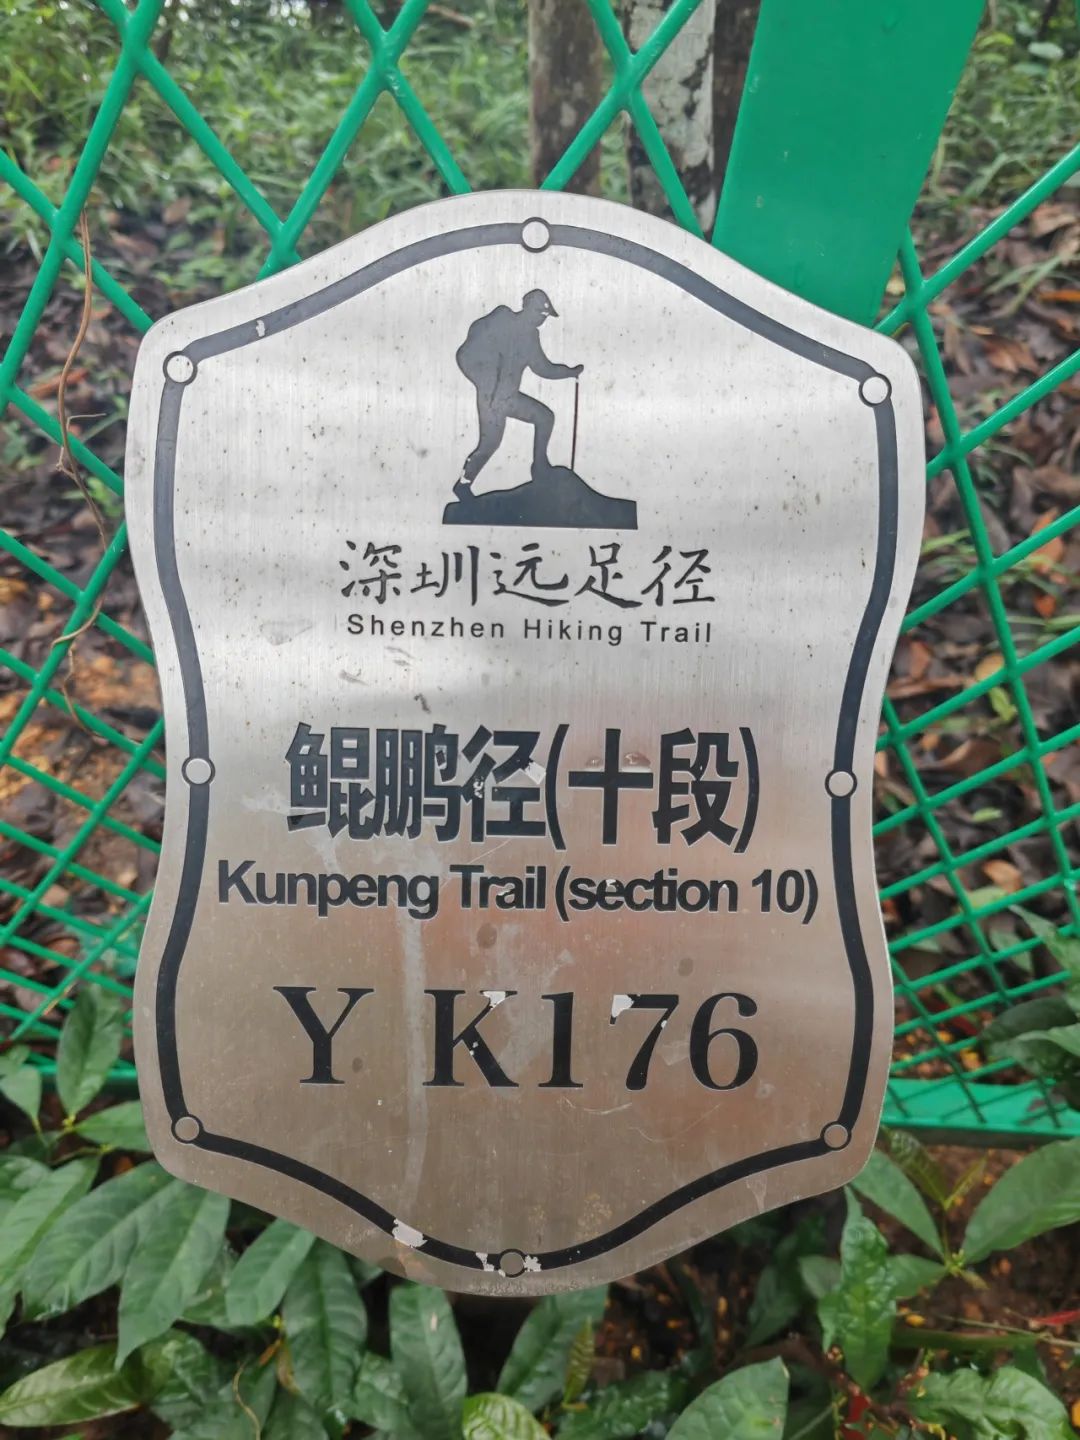 深圳远足径
Shenzhen Hiking Trail
鲲鹏径(十段)
Kunpeng Trail (section 10)
Y K176